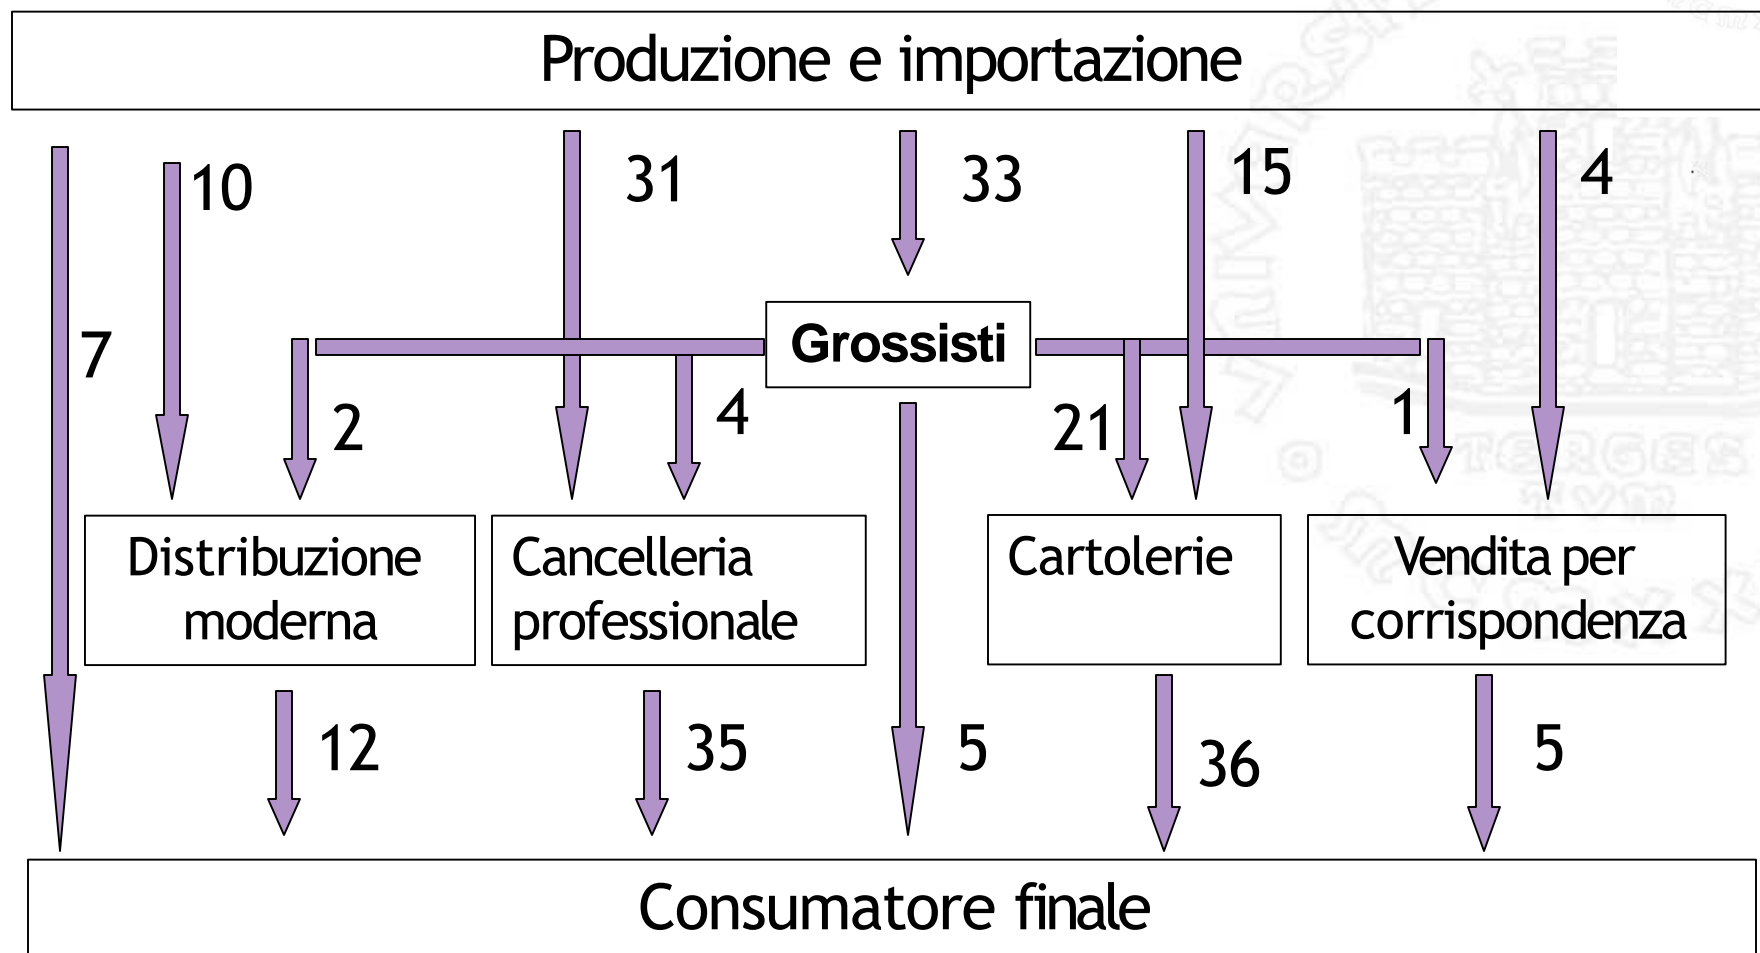 Produzione e importazione
10
31
33
15
4
7
Grossisti
2
4
21
1
Distribuzione
moderna
Cancelleria
professionale
Cartolerie
Vendita per
corrispondenza
12
35
5
36
5
Consumatore finale